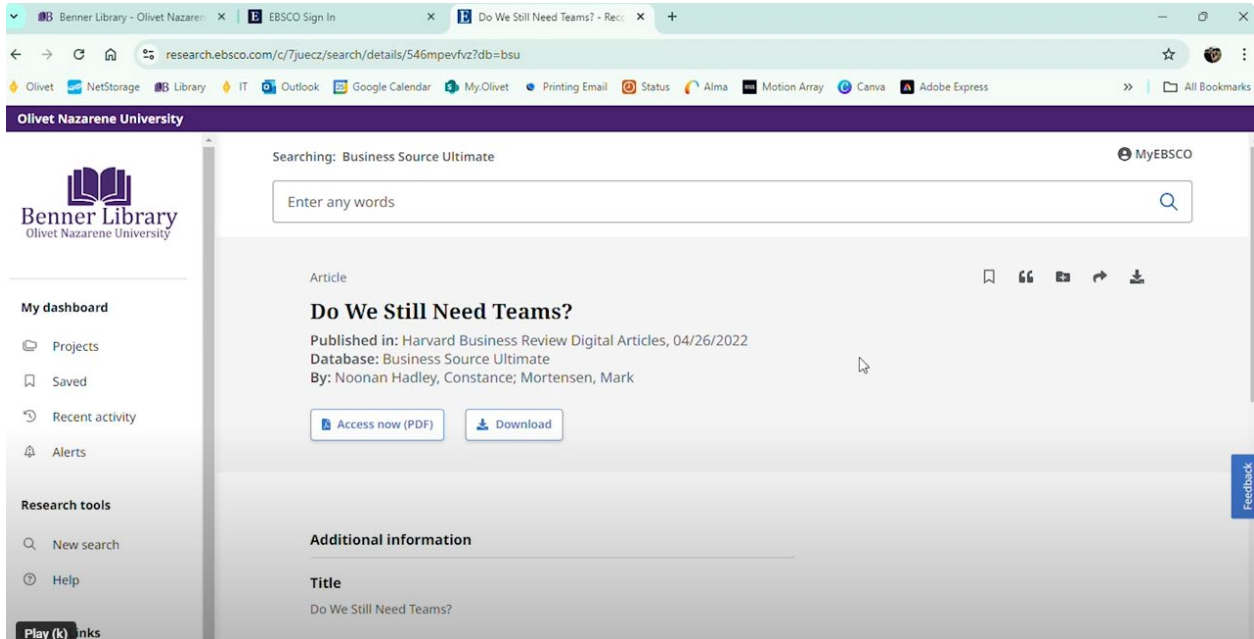 Benner Library - Olivet Nazaren
EBSCO Sign In
Do We Still Need Teams? - Reco
research.ebsco.com/c/7juecz/search/details/546mpevfvz?db=bsu
Olivet NetStorage Library IT Outlook Google Calendar My.Olivet Printing Email Status Alma Motion Array Canva Adobe Express All Bookmarks
Olivet Nazarene University
Searching: Business Source Ultimate
MyEBSCO
Enter any words
Benner Library
Olivet Nazarene University
My dashboard
Projects
Saved
Recent activity
Alerts
Research tools
New search
Help
Play (k) inks
Article
Do We Still Need Teams?
Published in: Harvard Business Review Digital Articles, 04/26/2022
Database: Business Source Ultimate
By: Noonan Hadley, Constance; Mortensen, Mark
Access now (PDF)
Download
Feedback
Additional information
Title
Do We Still Need Teams?